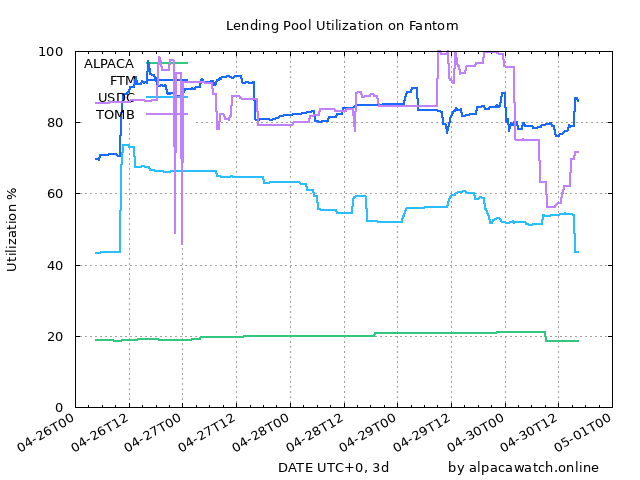 Lending Pool Utilization on Fantom
100
80
60
40
20
0
Utilization %
ALPACA
FTM
USDC
TOMB
04-26T00
04-26T12
04-27T00
04-27T12
04-28T00
04-28T12
04-29T00
04-29T12
04-30T00
04-30T12
05-01T00
DATE UTC+0, 3d
by alpacawatch.online